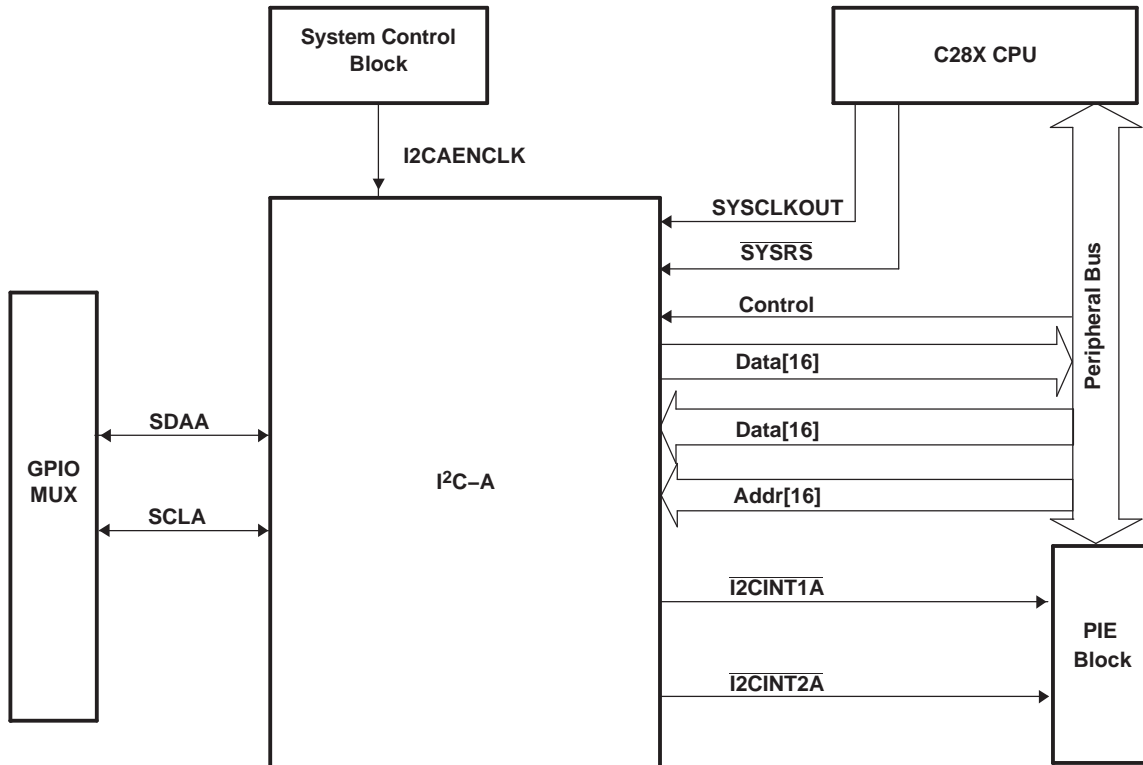 System Control
Block
C28X CPU
I2CAENCLK
SYSCLKOUT
SYSRS
Control
Data[16]
Data[16]
Addr[16]
Peripheral Bus
SDAA
SCLA
GPIO
MUX
I²C–A
I2CINT1A
I2CINT2A
PIE
Block